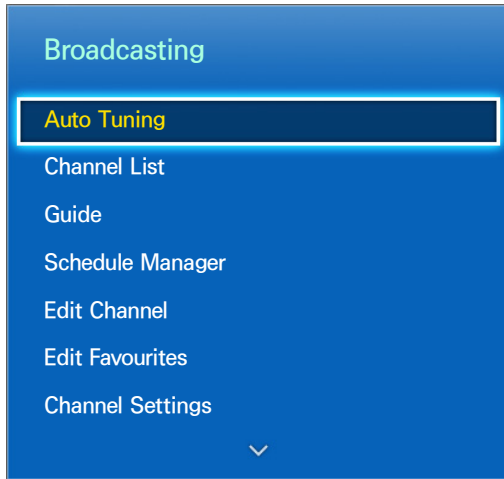 Broadcasting
Auto Tuning
Channel List
Guide
Schedule Manager
Edit Channel
Edit Favourites
Channel Settings